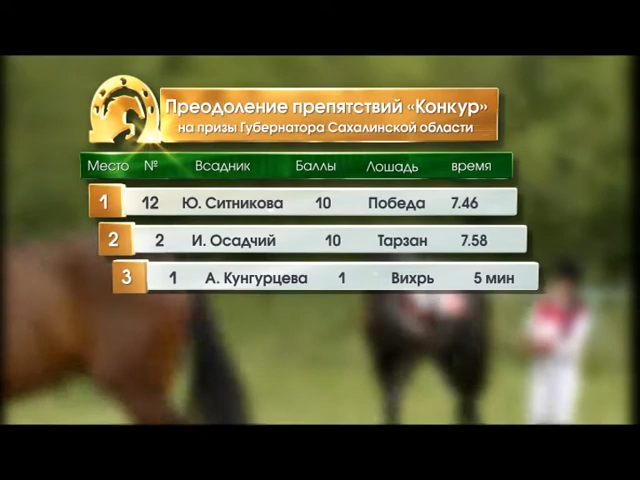 Преодоление препятствий «Конкур»
на призы Губернатора Сахалинской области
Место № Всадник Баллы Лошадь время
1 12 Ю. Ситникова 10 Победа 7.46
2 2 И. Осадчий 10 Тарзан 7.58
3 1 А. Кунгурцева 1 Вихрь 5 мин